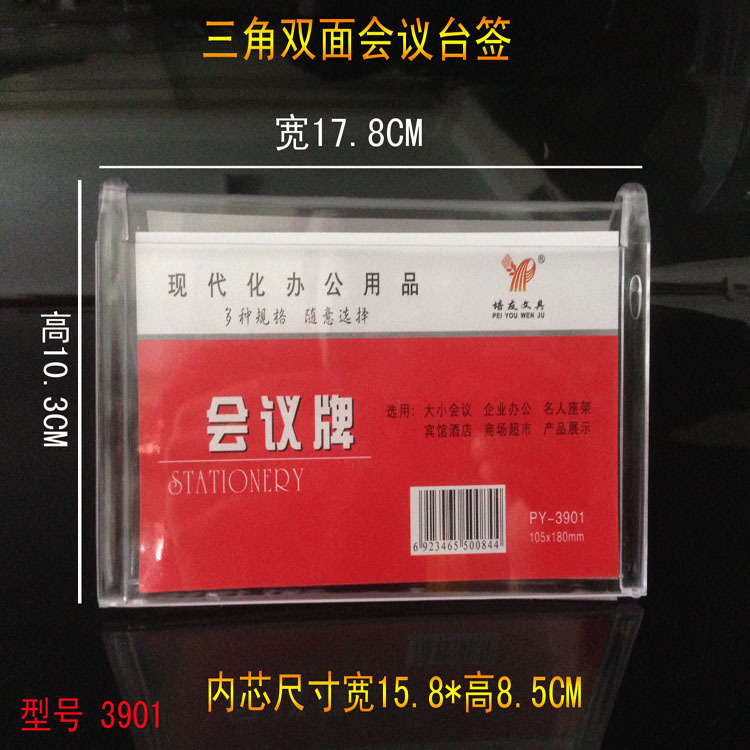 三角双面会议台签
宽17.8CM
高10.3CM
现代化办公用品
多种规格 随意选择
®
培友文具
PEI YOU WEN JU
会议牌
STATIONERY
选用: 大小会议 企业办公 名人座架
宾馆酒店 商场超市 产品展示
PY-3901
105x180mm
6 923465 500844
内芯尺寸宽15.8*高8.5CM
型号 3901